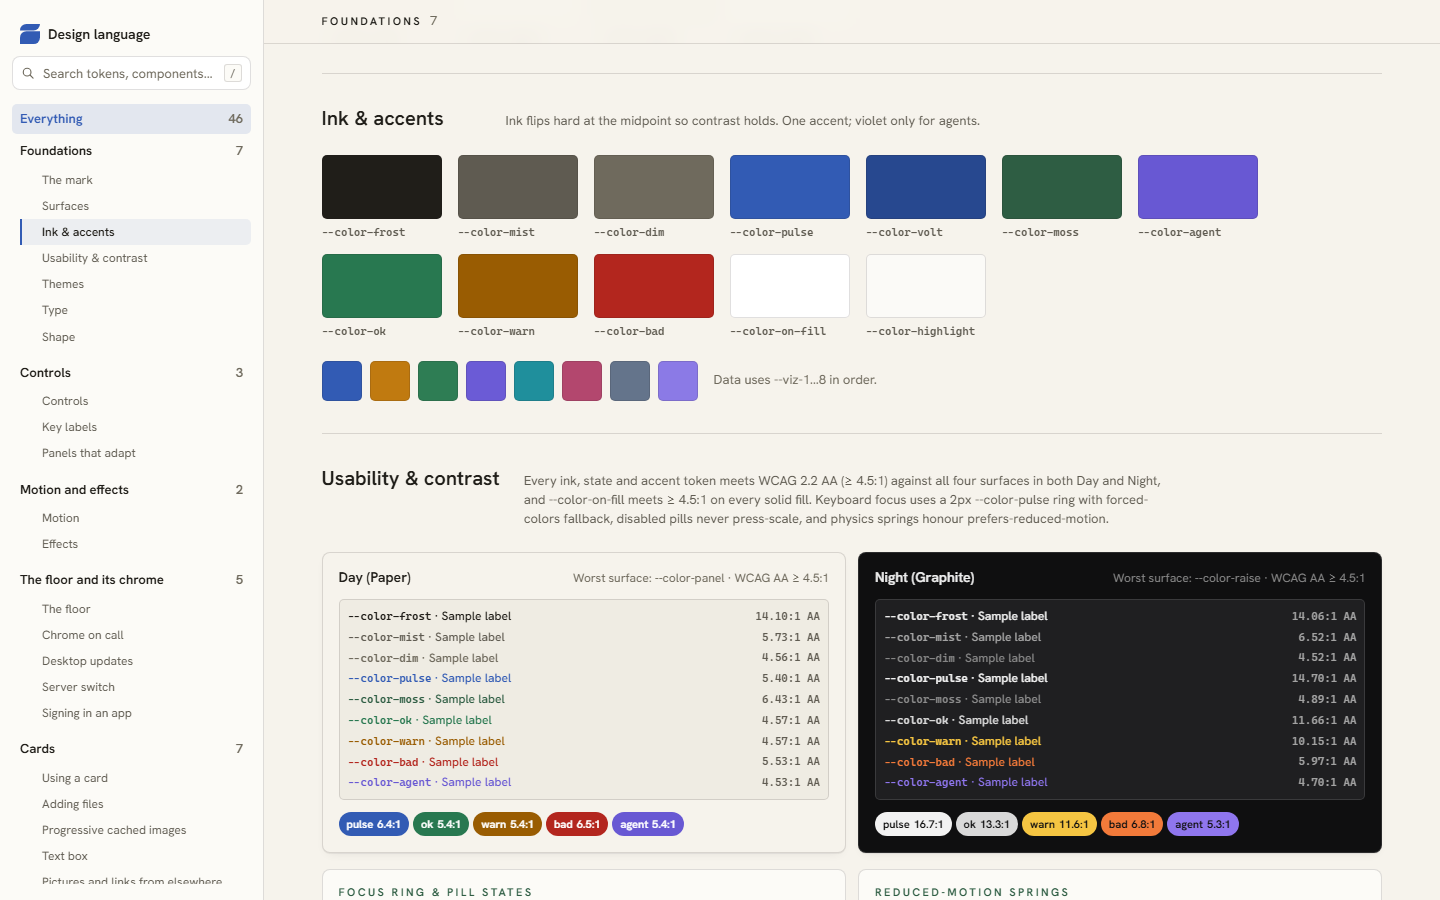 Design language
Search tokens, components...
/
Everything 46
Foundations 7
The mark
Surfaces
Ink & accents
Usability & contrast
Themes
Type
Shape
Controls 3
Controls
Key labels
Panels that adapt
Motion and effects 2
Motion
Effects
The floor and its chrome 5
The floor
Chrome on call
Desktop updates
Server switch
Signing in an app
Cards 7
Using a card
Adding files
Progressive cached images
Text box
Pictures and links from elsewhere
FOUNDATIONS 7
Ink & accents
Ink flips hard at the midpoint so contrast holds. One accent; violet only for agents.
--color-frost --color-mist --color-dim --color-pulse --color-volt --color-moss --color-agent
--color-ok --color-warn --color-bad --color-on-fill --color-highlight
Data uses --viz-1...8 in order.
Usability & contrast
Every ink, state and accent token meets WCAG 2.2 AA (≥ 4.5:1) against all four surfaces in both Day and Night,
and --color-on-fill meets ≥ 4.5:1 on every solid fill. Keyboard focus uses a 2px --color-pulse ring with forced-
colors fallback, disabled pills never press-scale, and physics springs honour prefers-reduced-motion.
Day (Paper) Worst surface: --color-panel · WCAG AA ≥ 4.5:1
--color-frost · Sample label 14.10:1 AA
--color-mist · Sample label 5.73:1 AA
--color-dim · Sample label 4.56:1 AA
--color-pulse · Sample label 5.40:1 AA
--color-moss · Sample label 6.43:1 AA
--color-ok · Sample label 4.57:1 AA
--color-warn · Sample label 4.57:1 AA
--color-bad · Sample label 5.53:1 AA
--color-agent · Sample label 4.53:1 AA
pulse 6.4:1 ok 5.4:1 warn 5.4:1 bad 6.5:1 agent 5.4:1
Night (Graphite) Worst surface: --color-raise · WCAG AA ≥ 4.5:1
--color-frost · Sample label 14.06:1 AA
--color-mist · Sample label 6.52:1 AA
--color-dim · Sample label 4.52:1 AA
--color-pulse · Sample label 14.70:1 AA
--color-moss · Sample label 4.89:1 AA
--color-ok · Sample label 11.66:1 AA
--color-warn · Sample label 10.15:1 AA
--color-bad · Sample label 5.97:1 AA
--color-agent · Sample label 4.70:1 AA
pulse 16.7:1 ok 13.3:1 warn 11.6:1 bad 6.8:1 agent 5.3:1
FOCUS RING & PILL STATES
REDUCED-MOTION SPRINGS